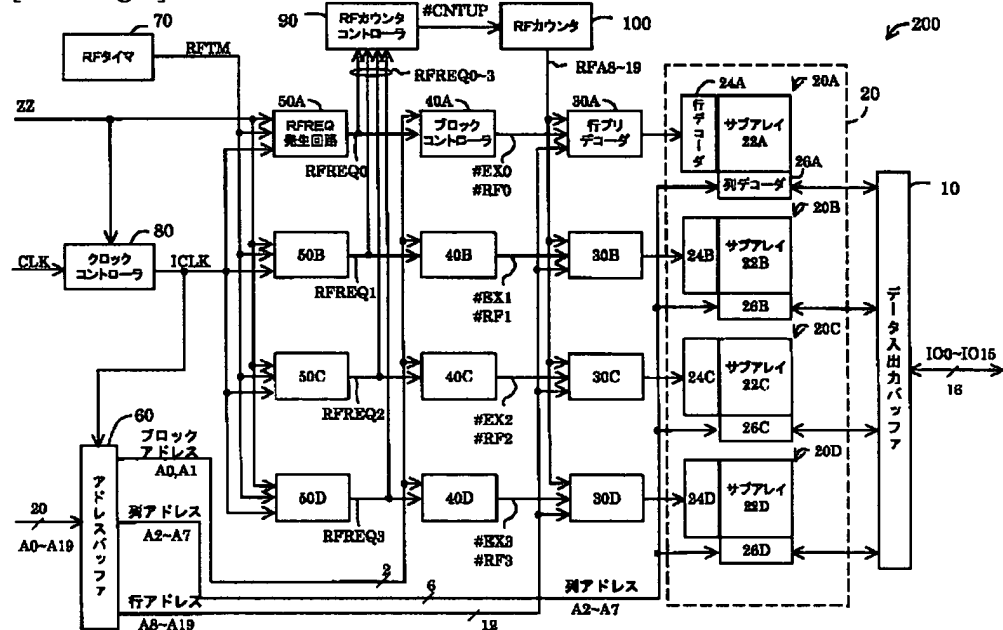 90
RFカウンタ
コントローラ
#CNTUP
RFカウンタ
100
200
70
RFタイマ
RFTM
RFREQ0~3
RFA8~19
ZZ
50A
RFREQ
発生回路
RFREQ0
40A
ブロック
コントローラ
#EX0
#RF0
30A
行プリ
デコーダ
24A
行デコーダ
サブアレイ
22A
20A
20
26A
列デコーダ
10
80
CLK
クロック
コントローラ
ICLK
50B
RFREQ1
40B
#EX1
#RF1
30B
24B
サブアレイ
22B
20B
26B
データ入出力バッファ
IO0~IO15
16
50C
RFREQ2
40C
#EX2
#RF2
30C
24C
サブアレイ
22C
20C
26C
60
アドレスバッファ
ブロック
アドレス
A0,A1
20
A0~A19
列アドレス
A2~A7
行アドレス
A8~A19
50D
RFREQ3
40D
#EX3
#RF3
30D
24D
サブアレイ
22D
20D
26D
2
6
12
列アドレス
A2~A7